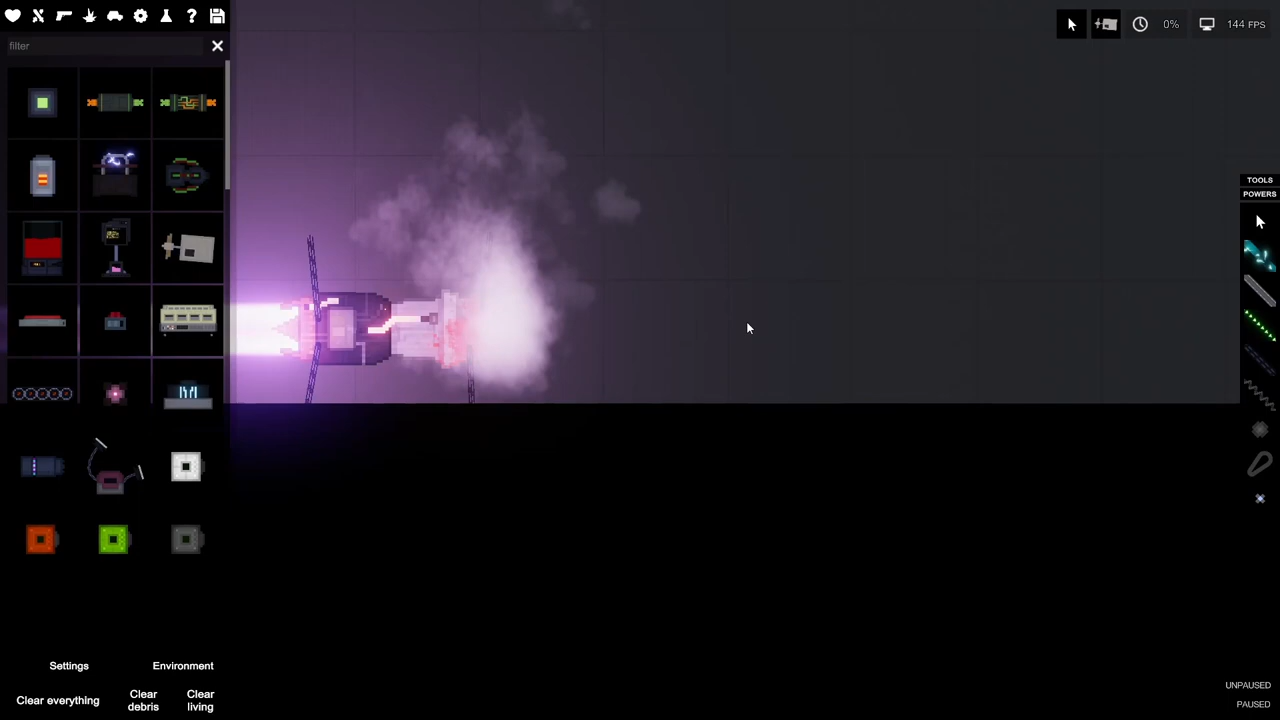 filter
0%
144 FPS
TOOLS
POWERS
Settings
Environment
Clear everything
Clear debris
Clear living
UNPAUSED
PAUSED